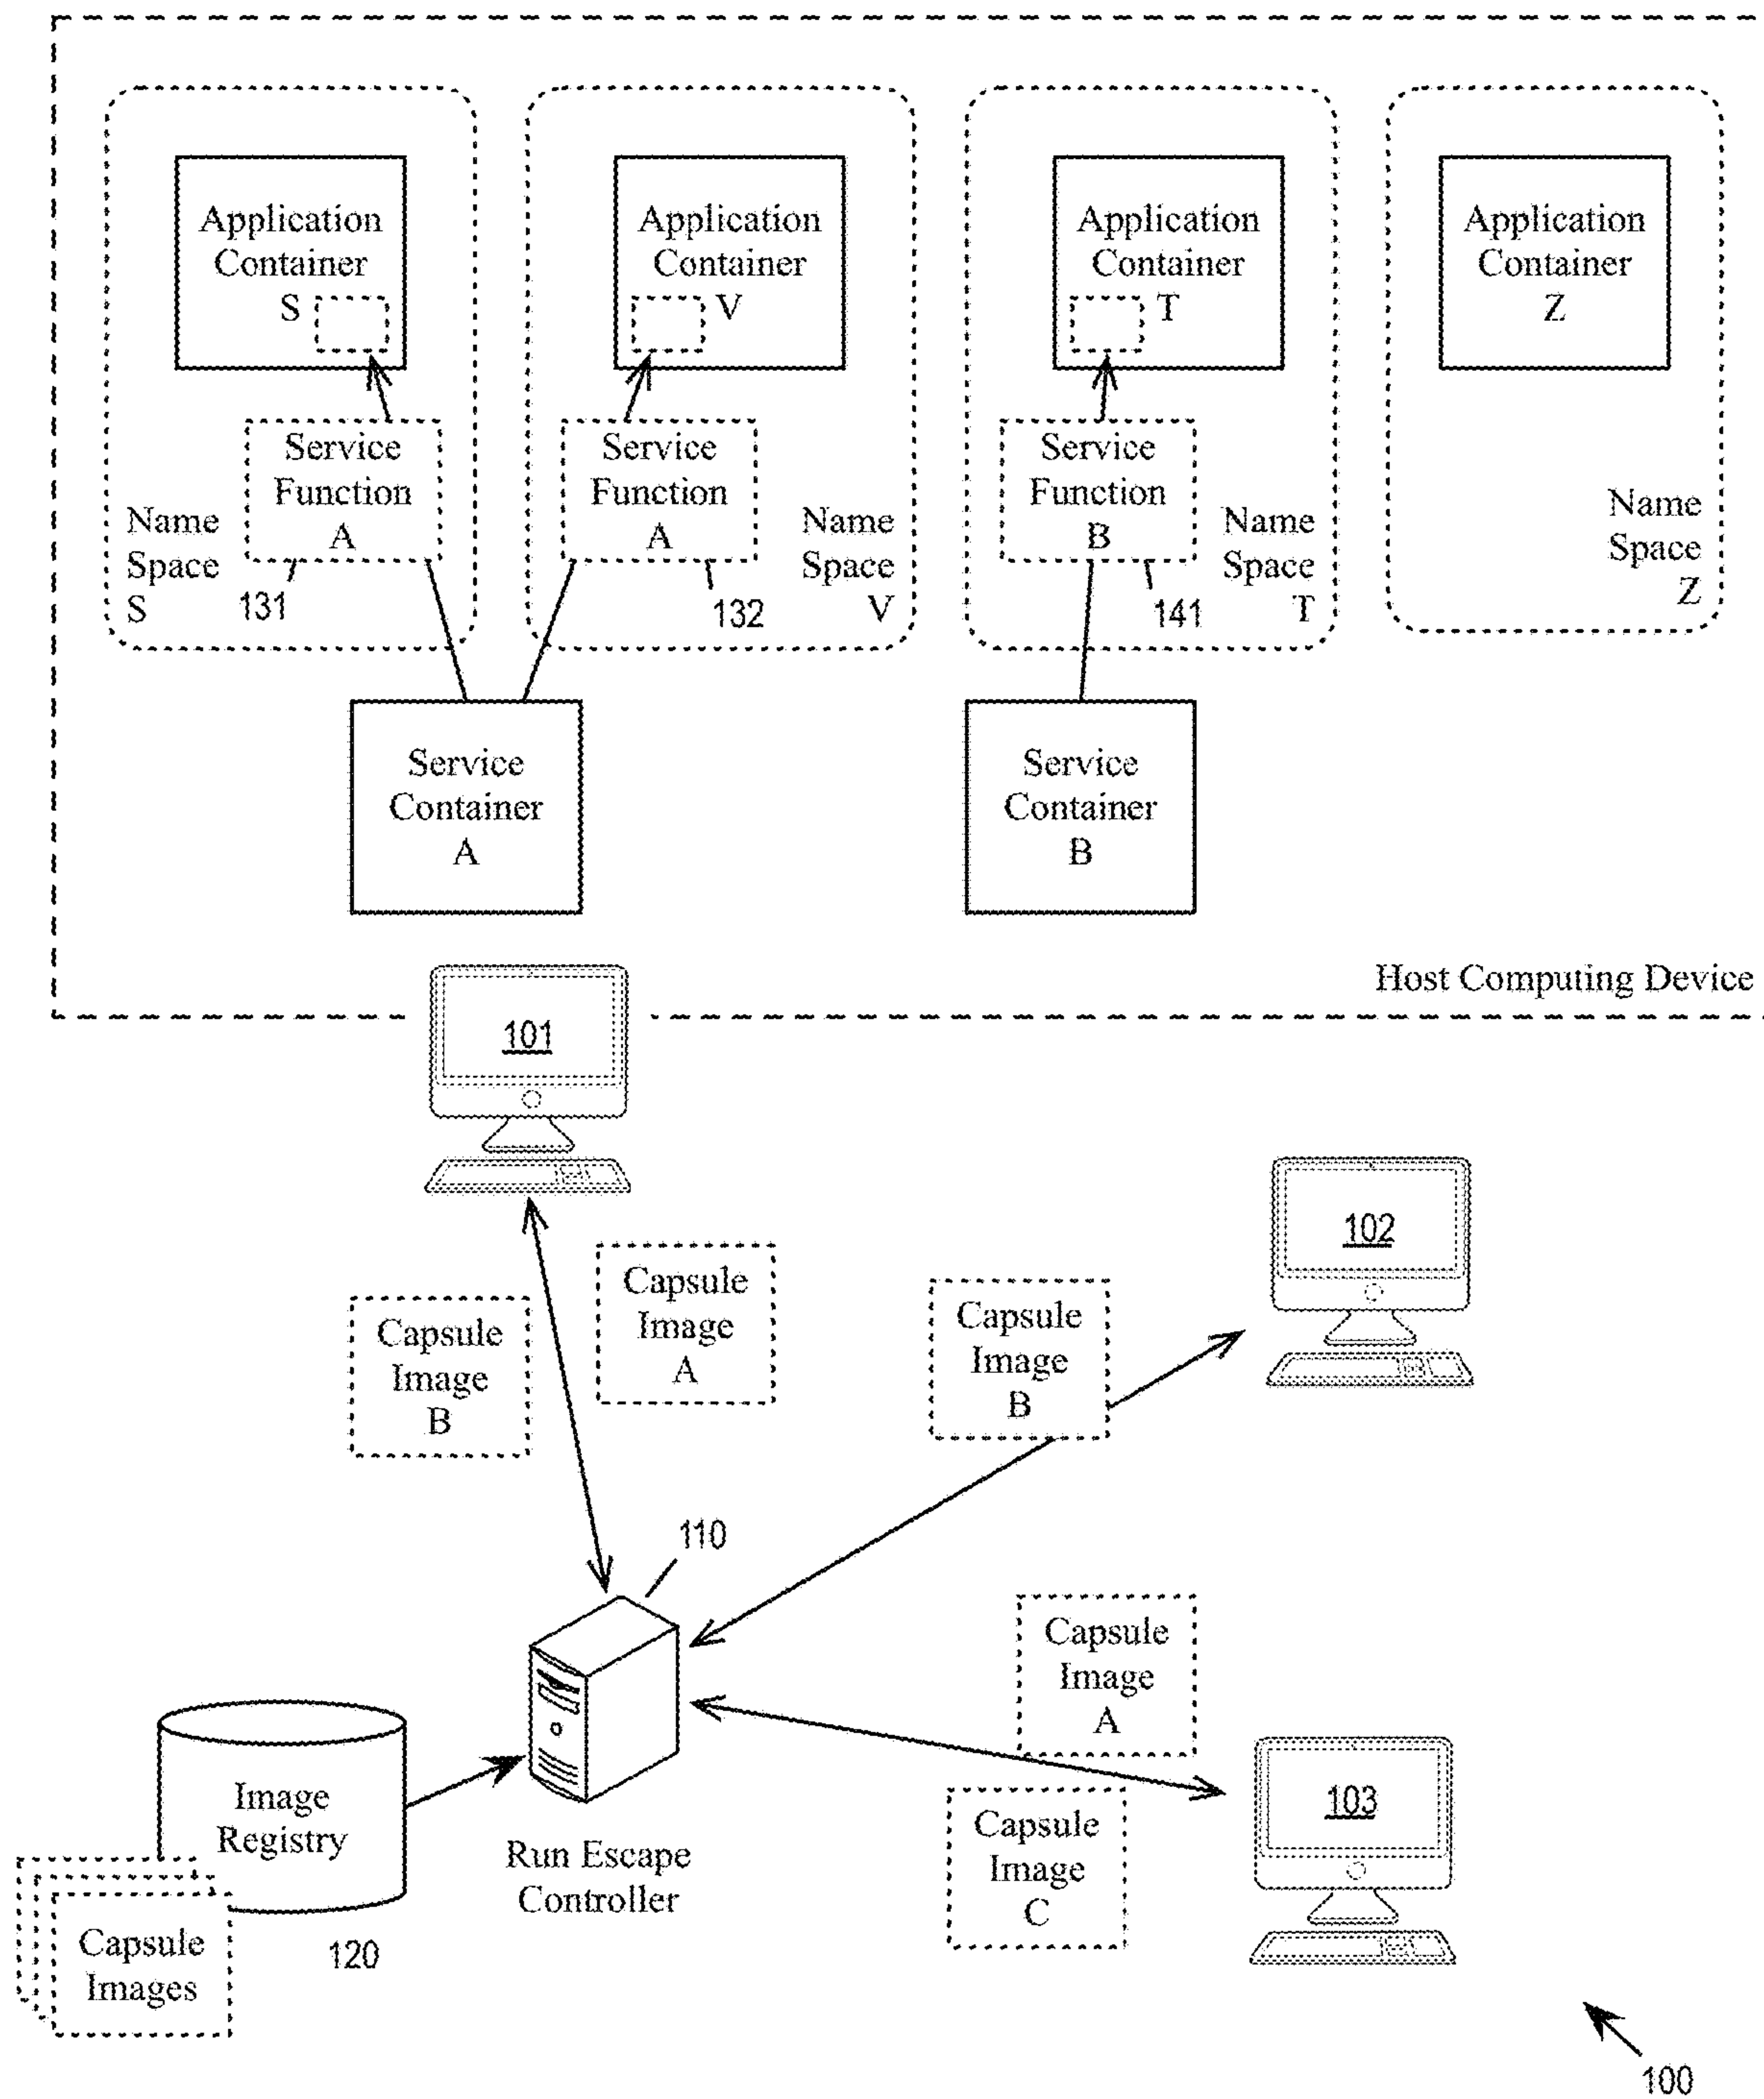 Application
Container
S
Application
Container
V
Application
Container
T
Application
Container
Z
Service
Function
A
Service
Function
A
Service
Function
B
Name
Space
S
Name
Space
V
Name
Space
T
Name
Space
Z
131
132
141
Service
Container
A
Service
Container
B
Host Computing Device
101
102
Capsule
Image
A
Capsule
Image
B
Capsule
Image
B
110
Capsule
Image
A
Image
Registry
Run Escape
Controller
103
Capsule
Image
C
Capsule
Images
120
100